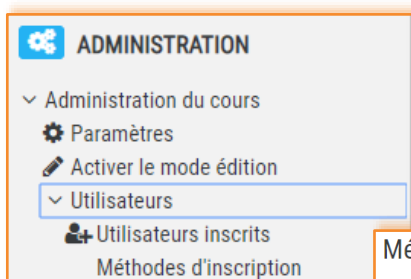 ADMINISTRATION
Administration du cours
Paramètres
Activer le mode édition
Utilisateurs
Utilisateurs inscrits
Méthodes d'inscription